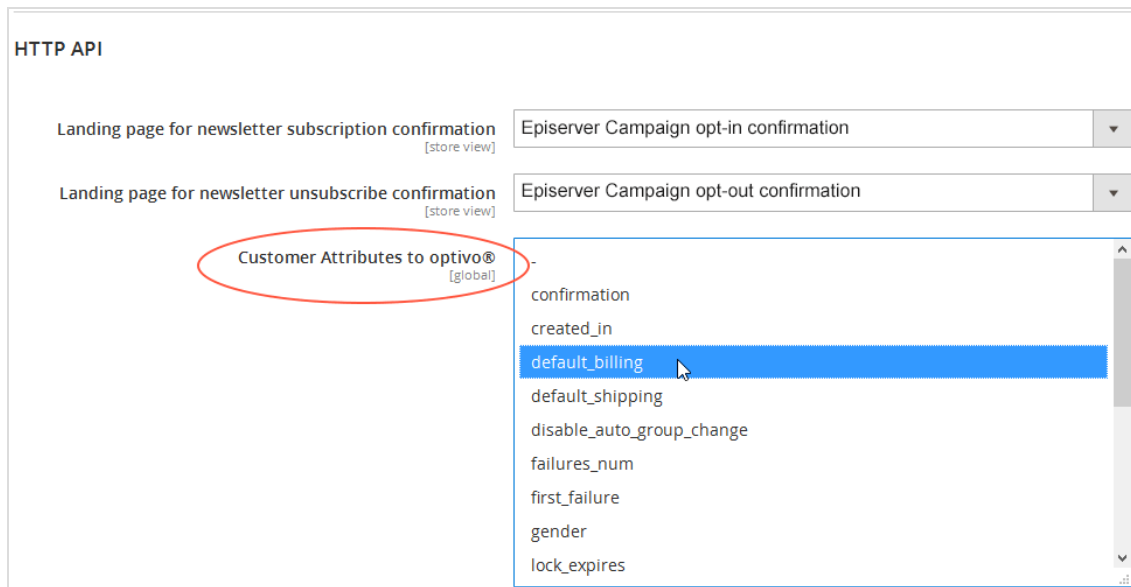 HTTP API
Landing page for newsletter subscription confirmation
[store view]
Episerver Campaign opt-in confirmation
Landing page for newsletter unsubscribe confirmation
[store view]
Episerver Campaign opt-out confirmation
Customer Attributes to optivo®
[global]
-
confirmation
created_in
default_billing
default_shipping
disable_auto_group_change
failures_num
first_failure
gender
lock_expires